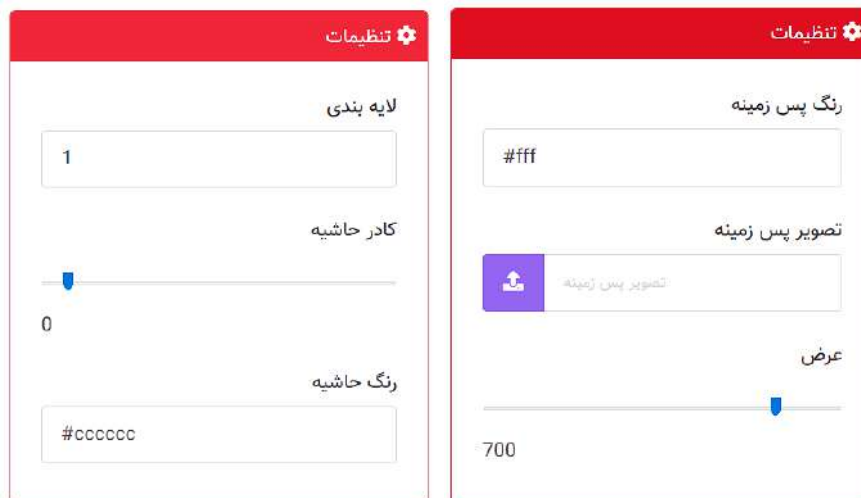 تنظیمات
رنگ پس زمینه
#fff
تصویر پس زمینه
تصویر پس زمینه
عرض
700
تنظیمات
لایه بندی
1
کادر حاشیه
0
رنگ حاشیه
#cccccc